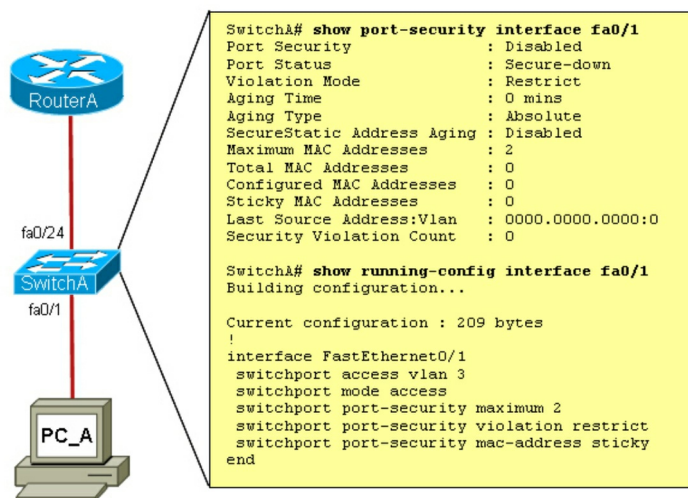 SwitchA# show port-security interface fa0/1
Port Security : Disabled
Port Status : Secure-down
Violation Mode : Restrict
Aging Time : 0 mins
Aging Type : Absolute
SecureStatic Address Aging : Disabled
Maximum MAC Addresses : 2
Total MAC Addresses : 0
Configured MAC Addresses : 0
Sticky MAC Addresses : 0
Last Source Address:Vlan : 0000.0000.0000:0
Security Violation Count : 0
SwitchA# show running-config interface fa0/1
Building configuration...
Current configuration : 209 bytes
!
interface FastEthernet0/1
switchport access vlan 3
switchport mode access
switchport port-security maximum 2
switchport port-security violation restrict
switchport port-security mac-address sticky
end
RouterA
fa0/24
SwitchA
fa0/1
PC_A